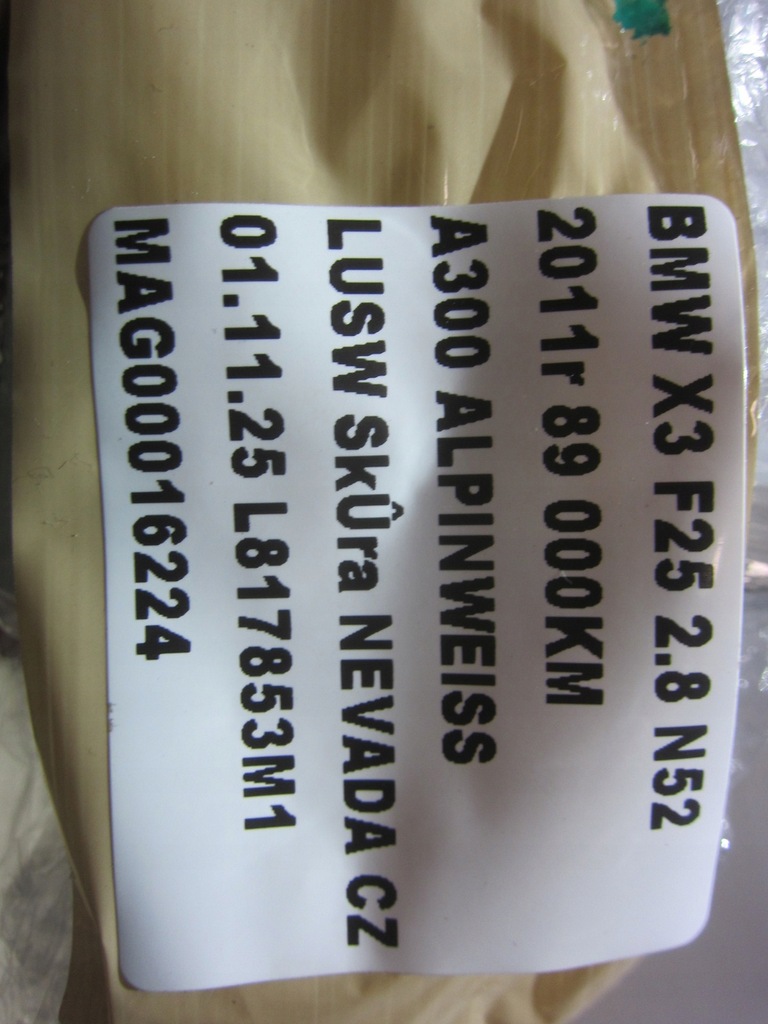 BMW X3 F25 2.8 N52
2011r 89 000KM
A300 ALPINWEISS
LUSW SkÛra NEVADA CZ
01.11.25 L817853M1
MAG00016224